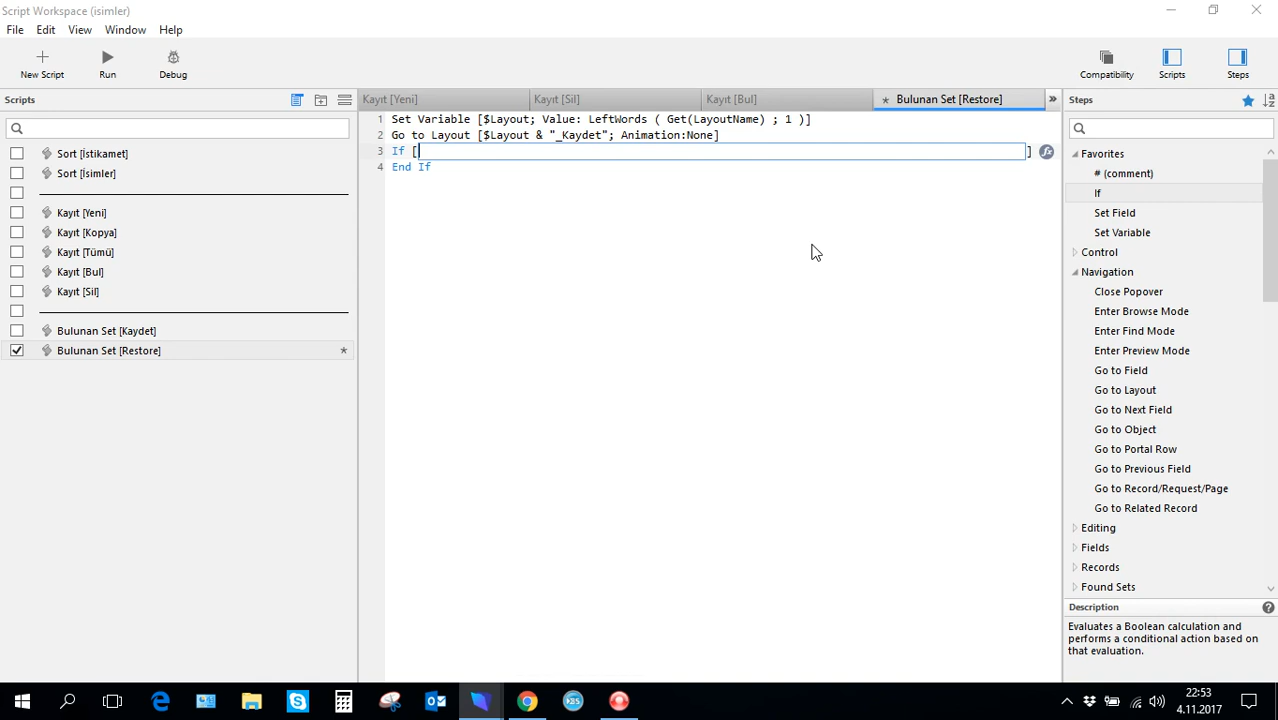 Script Workspace (isimler)
File Edit View Window Help
New Script Run Debug Compatibility Scripts Steps
Scripts
Kayıt [Yeni] Kayıt [Sil] Kayıt [Bul] * Bulunan Set [Restore] »
Steps
Sort [İstikamet]
Sort [İsimler]
Kayıt [Yeni]
Kayıt [Kopya]
Kayıt [Tümü]
Kayıt [Bul]
Kayıt [Sil]
Bulunan Set [Kaydet]
Bulunan Set [Restore] *
1 Set Variable [$Layout; Value: LeftWords ( Get(LayoutName) ; 1 )]
2 Go to Layout [$Layout & "_Kaydet"; Animation:None]
3 If [ ]
4 End If
Favorites
# (comment)
If
Set Field
Set Variable
Control
Navigation
Close Popover
Enter Browse Mode
Enter Find Mode
Enter Preview Mode
Go to Field
Go to Layout
Go to Next Field
Go to Object
Go to Portal Row
Go to Previous Field
Go to Record/Request/Page
Go to Related Record
Editing
Fields
Records
Found Sets
Description
Evaluates a Boolean calculation and
performs a conditional action based on
that evaluation.
22:53
4.11.2017